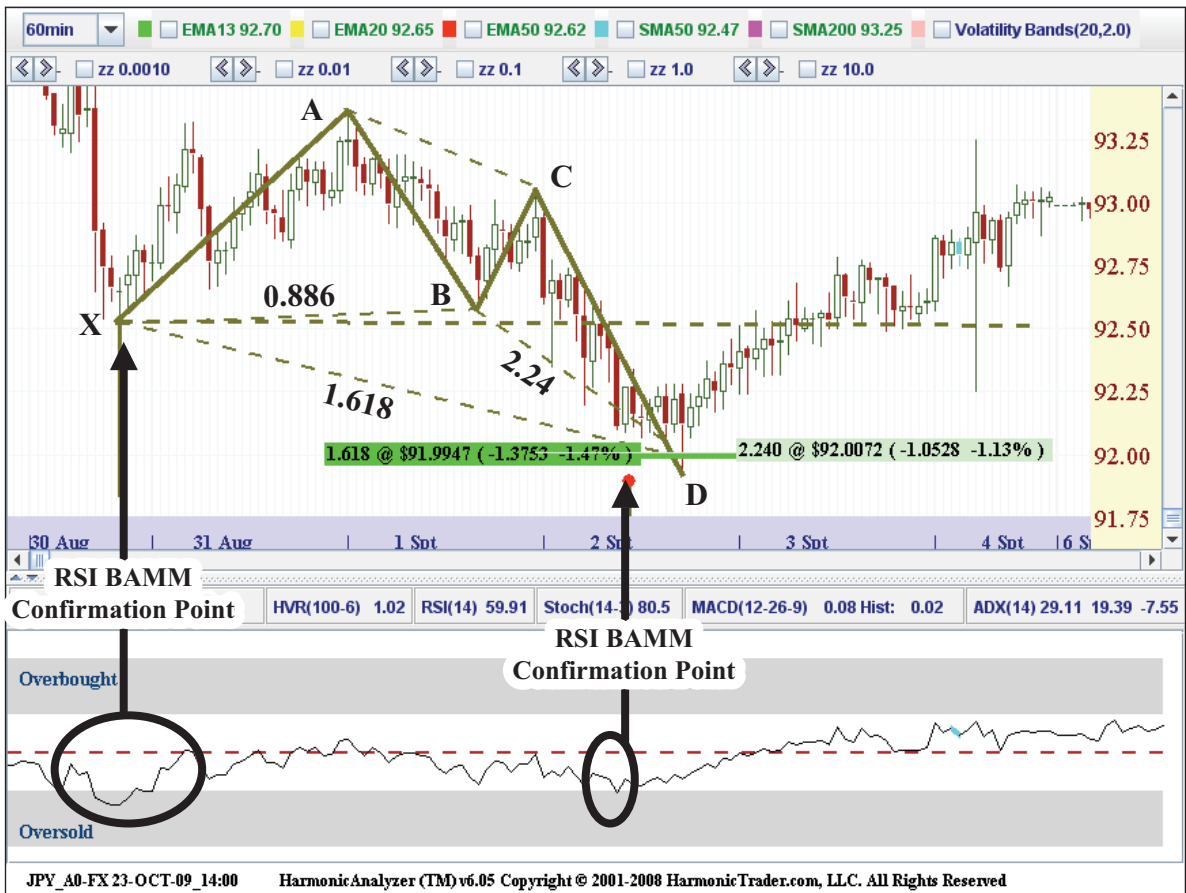 60min EMA13 92.70 EMA20 92.65 EMA50 92.62 SMA50 92.47 SMA200 93.25 Volatility Bands(20,2.0)
zz 0.0010 zz 0.01 zz 0.1 zz 1.0 zz 10.0
A
93.25
C
93.00
92.75
0.886
B
X
92.50
2.24
92.25
1.618
1.618 @ $91.9947 ( -1.3753 -1.47% )
2.240 @ $92.0072 ( -1.0528 -1.13% )
92.00
D
91.75
30 Aug 31 Aug 1 Spt 2 Spt 3 Spt 4 Spt
RSI BAMM
Confirmation Point
HVR(100-6) 1.02 RSI(14) 59.91 80.5 MACD(12-26-9) 0.08 Hist: 0.02 ADX(14) 29.11 19.39 -7.55
RSI BAMM
Confirmation Point
Overbought
Oversold
JPY_A0-FX 23-OCT-09_14:00 HarmonicAnalyzer (TM) v6.05 Copyright © 2001-2008 HarmonicTrader.com, LLC. All Rights Reserved